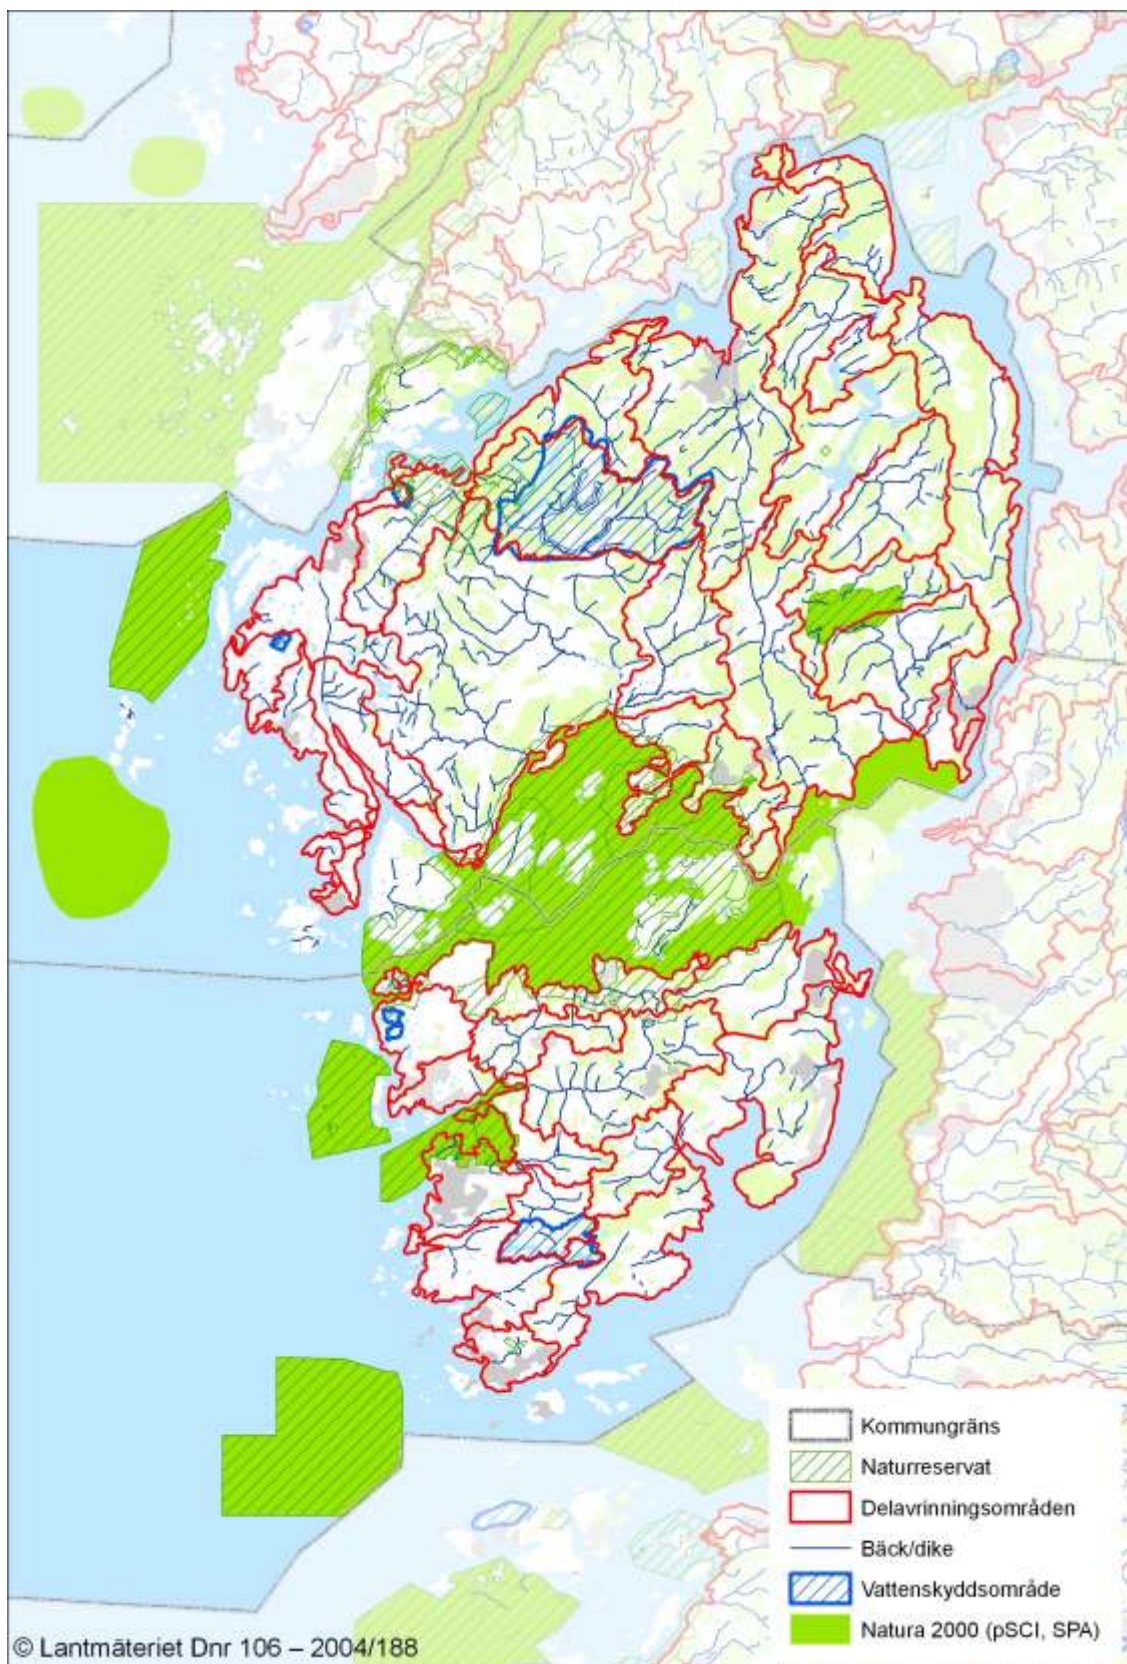 Kommungräns
Naturreservat
Delavrinningsområden
Bäck/dike
Vattenskyddsområde
Natura 2000 (pSCI, SPA)
© Lantmäteriet Dnr 106 – 2004/188